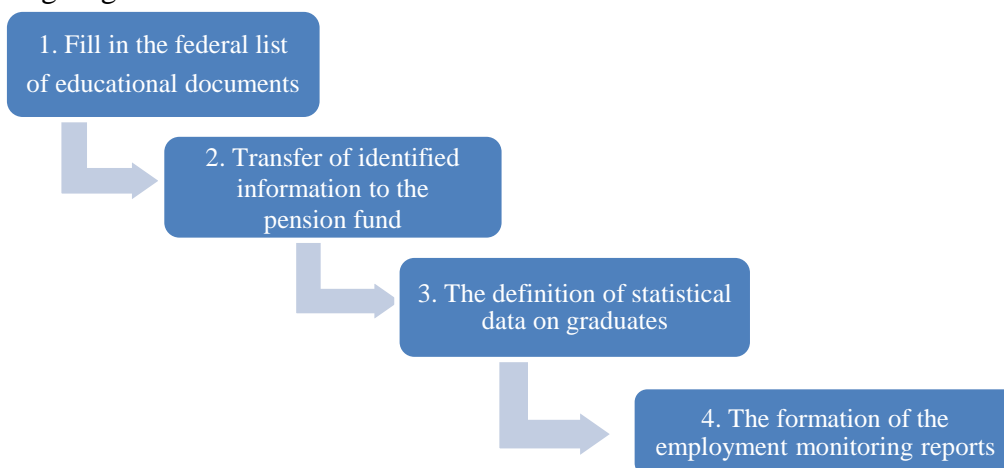 1. Fill in the federal list
of educational documents
2. Transfer of identified
information to the
pension fund
3. The definition of statistical
data on graduates
4. The formation of the
employment monitoring reports